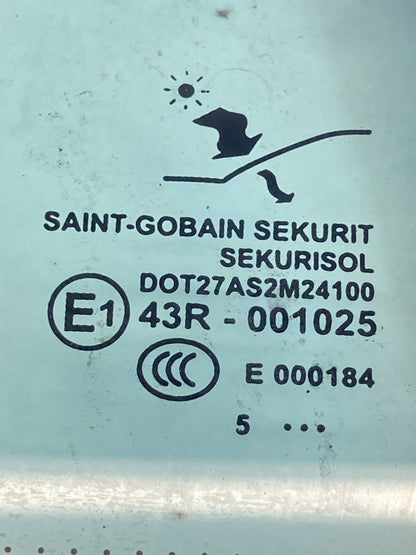 SAINT-GOBAIN SEKURIT
SEKURISOL
DOT27AS2M24100
E1 43R - 001025
CCC E 000184
5 ...